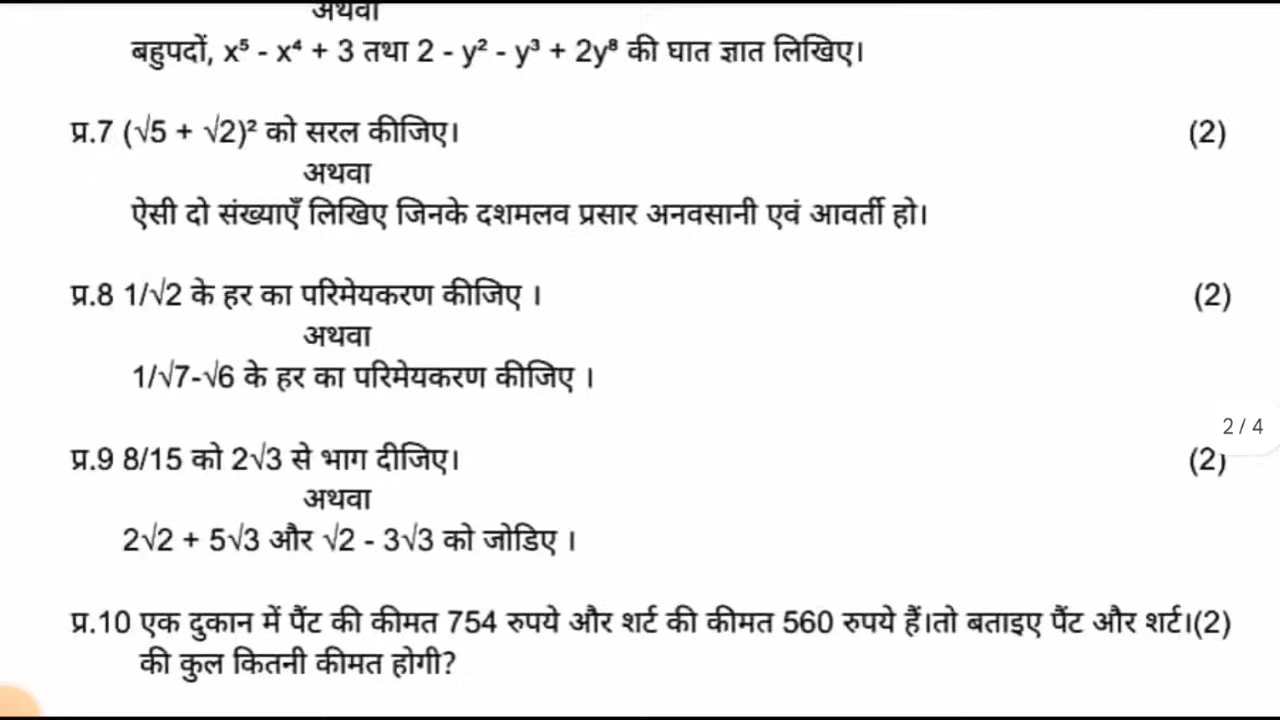 अथवा
बहुपदों, x⁵ - x⁴ + 3 तथा 2 - y² - y³ + 2y⁸ की घात ज्ञात लिखिए।
प्र.7 (√5 + √2)² को सरल कीजिए। (2)
अथवा
ऐसी दो संख्याएँ लिखिए जिनके दशमलव प्रसार अनवसानी एवं आवर्ती हो।
प्र.8 1/√2 के हर का परिमेयकरण कीजिए । (2)
अथवा
1/√7-√6 के हर का परिमेयकरण कीजिए ।
2 / 4
प्र.9 8/15 को 2√3 से भाग दीजिए। (2)
अथवा
2√2 + 5√3 और √2 - 3√3 को जोडिए ।
प्र.10 एक दुकान में पैंट की कीमत 754 रुपये और शर्ट की कीमत 560 रुपये हैं।तो बताइए पैंट और शर्ट।(2)
की कुल कितनी कीमत होगी?